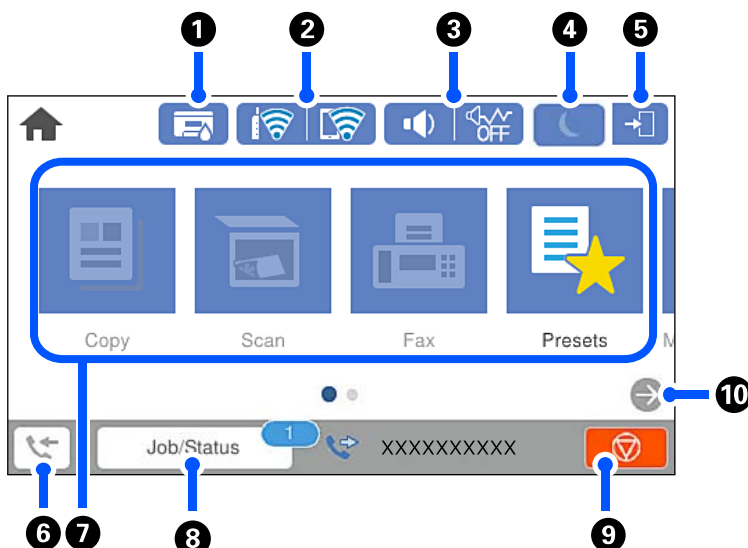 1 2 3 4 5
OFF
Copy Scan Fax Presets M
10
1
Job/Status XXXXXXXXXX
6 7 8 9